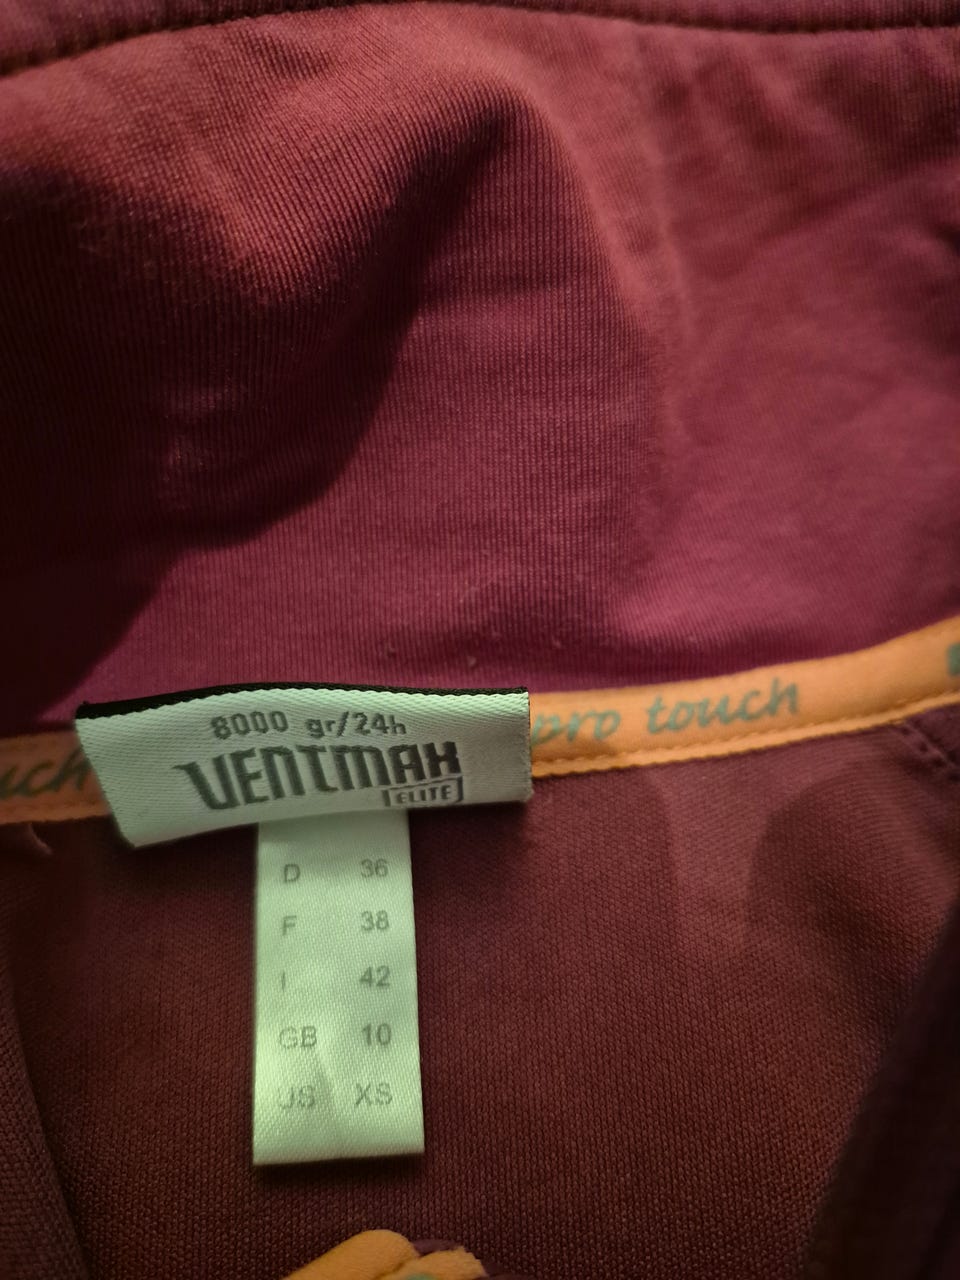 8000 gr/24h
VENTMAX
ELITE
pro touch
D 36
F 38
I 42
GB 10
US XS